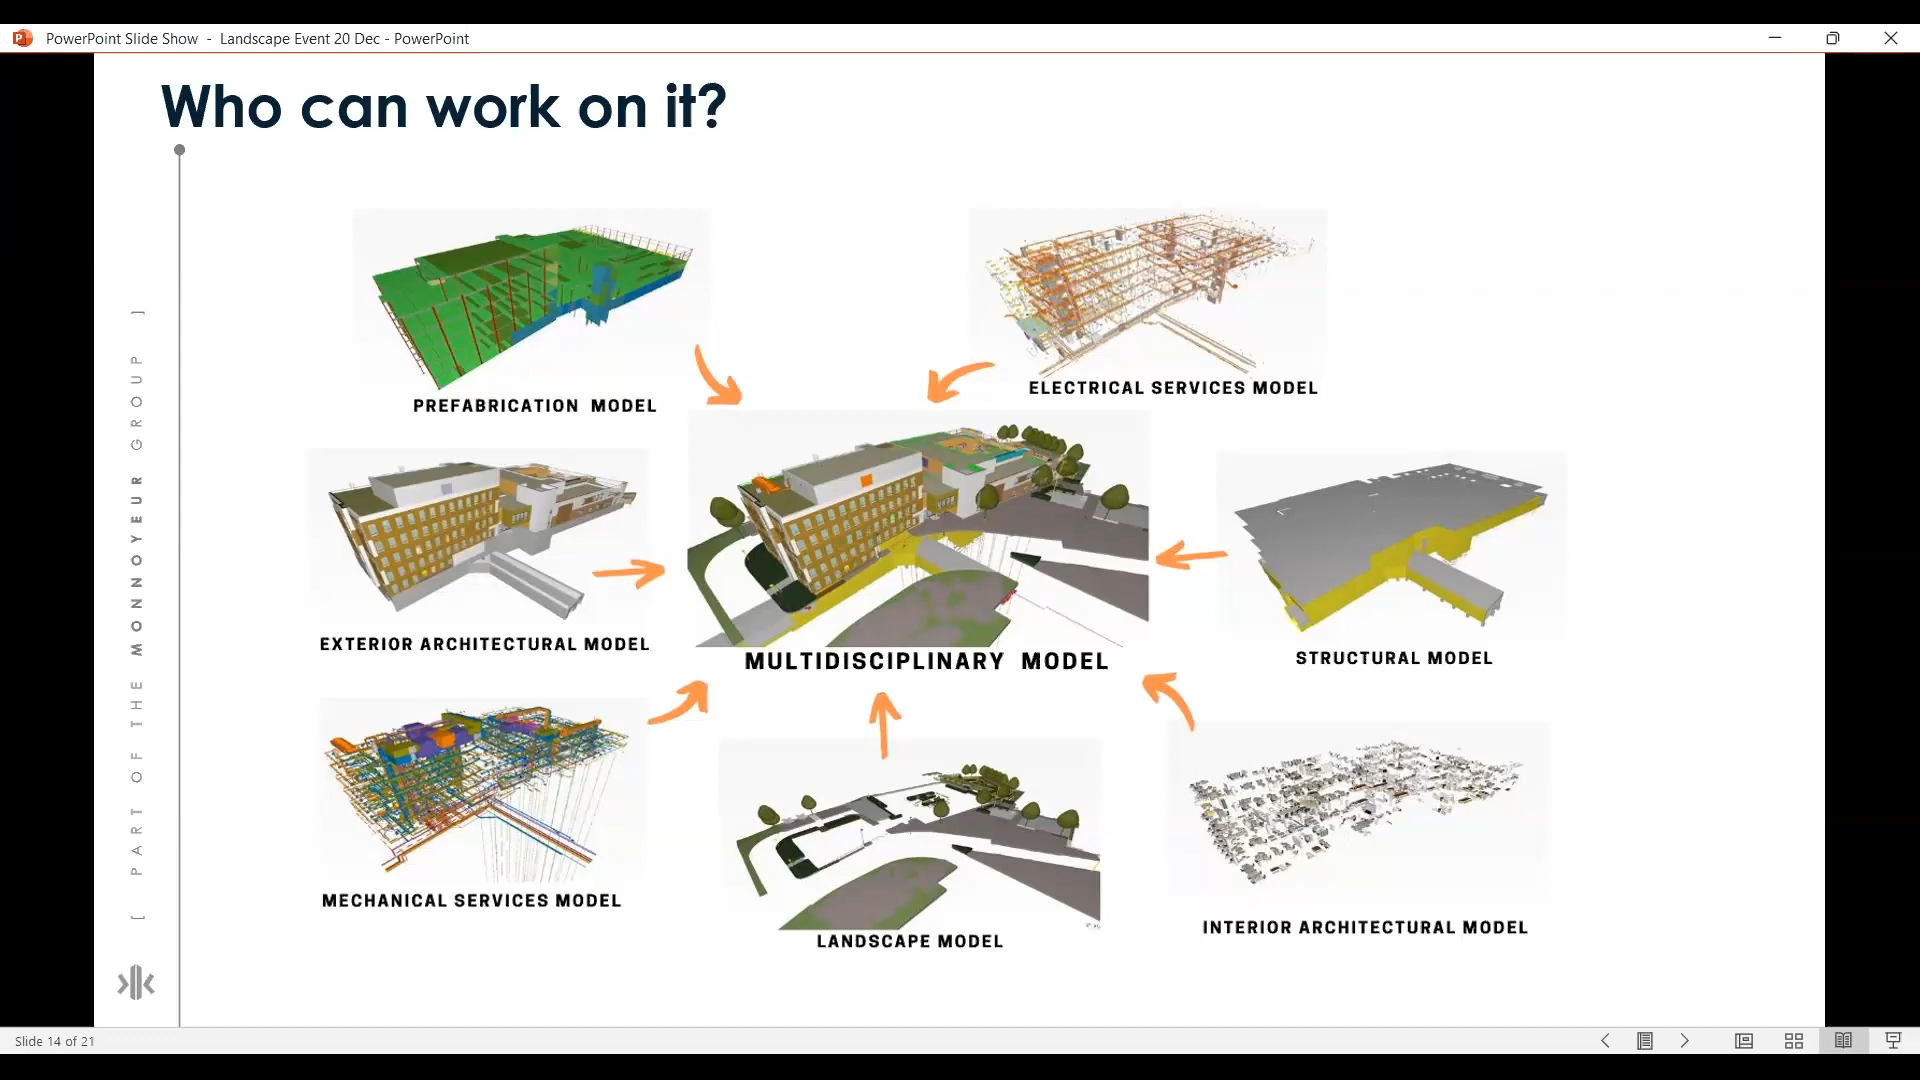 PowerPoint Slide Show - Landscape Event 20 Dec - PowerPoint
Who can work on it?
PREFABRICATION MODEL
ELECTRICAL SERVICES MODEL
EXTERIOR ARCHITECTURAL MODEL
MULTIDISCIPLINARY MODEL
STRUCTURAL MODEL
MECHANICAL SERVICES MODEL
LANDSCAPE MODEL
INTERIOR ARCHITECTURAL MODEL
[ PART OF THE MONNOYEUR GROUP ]
Slide 14 of 21